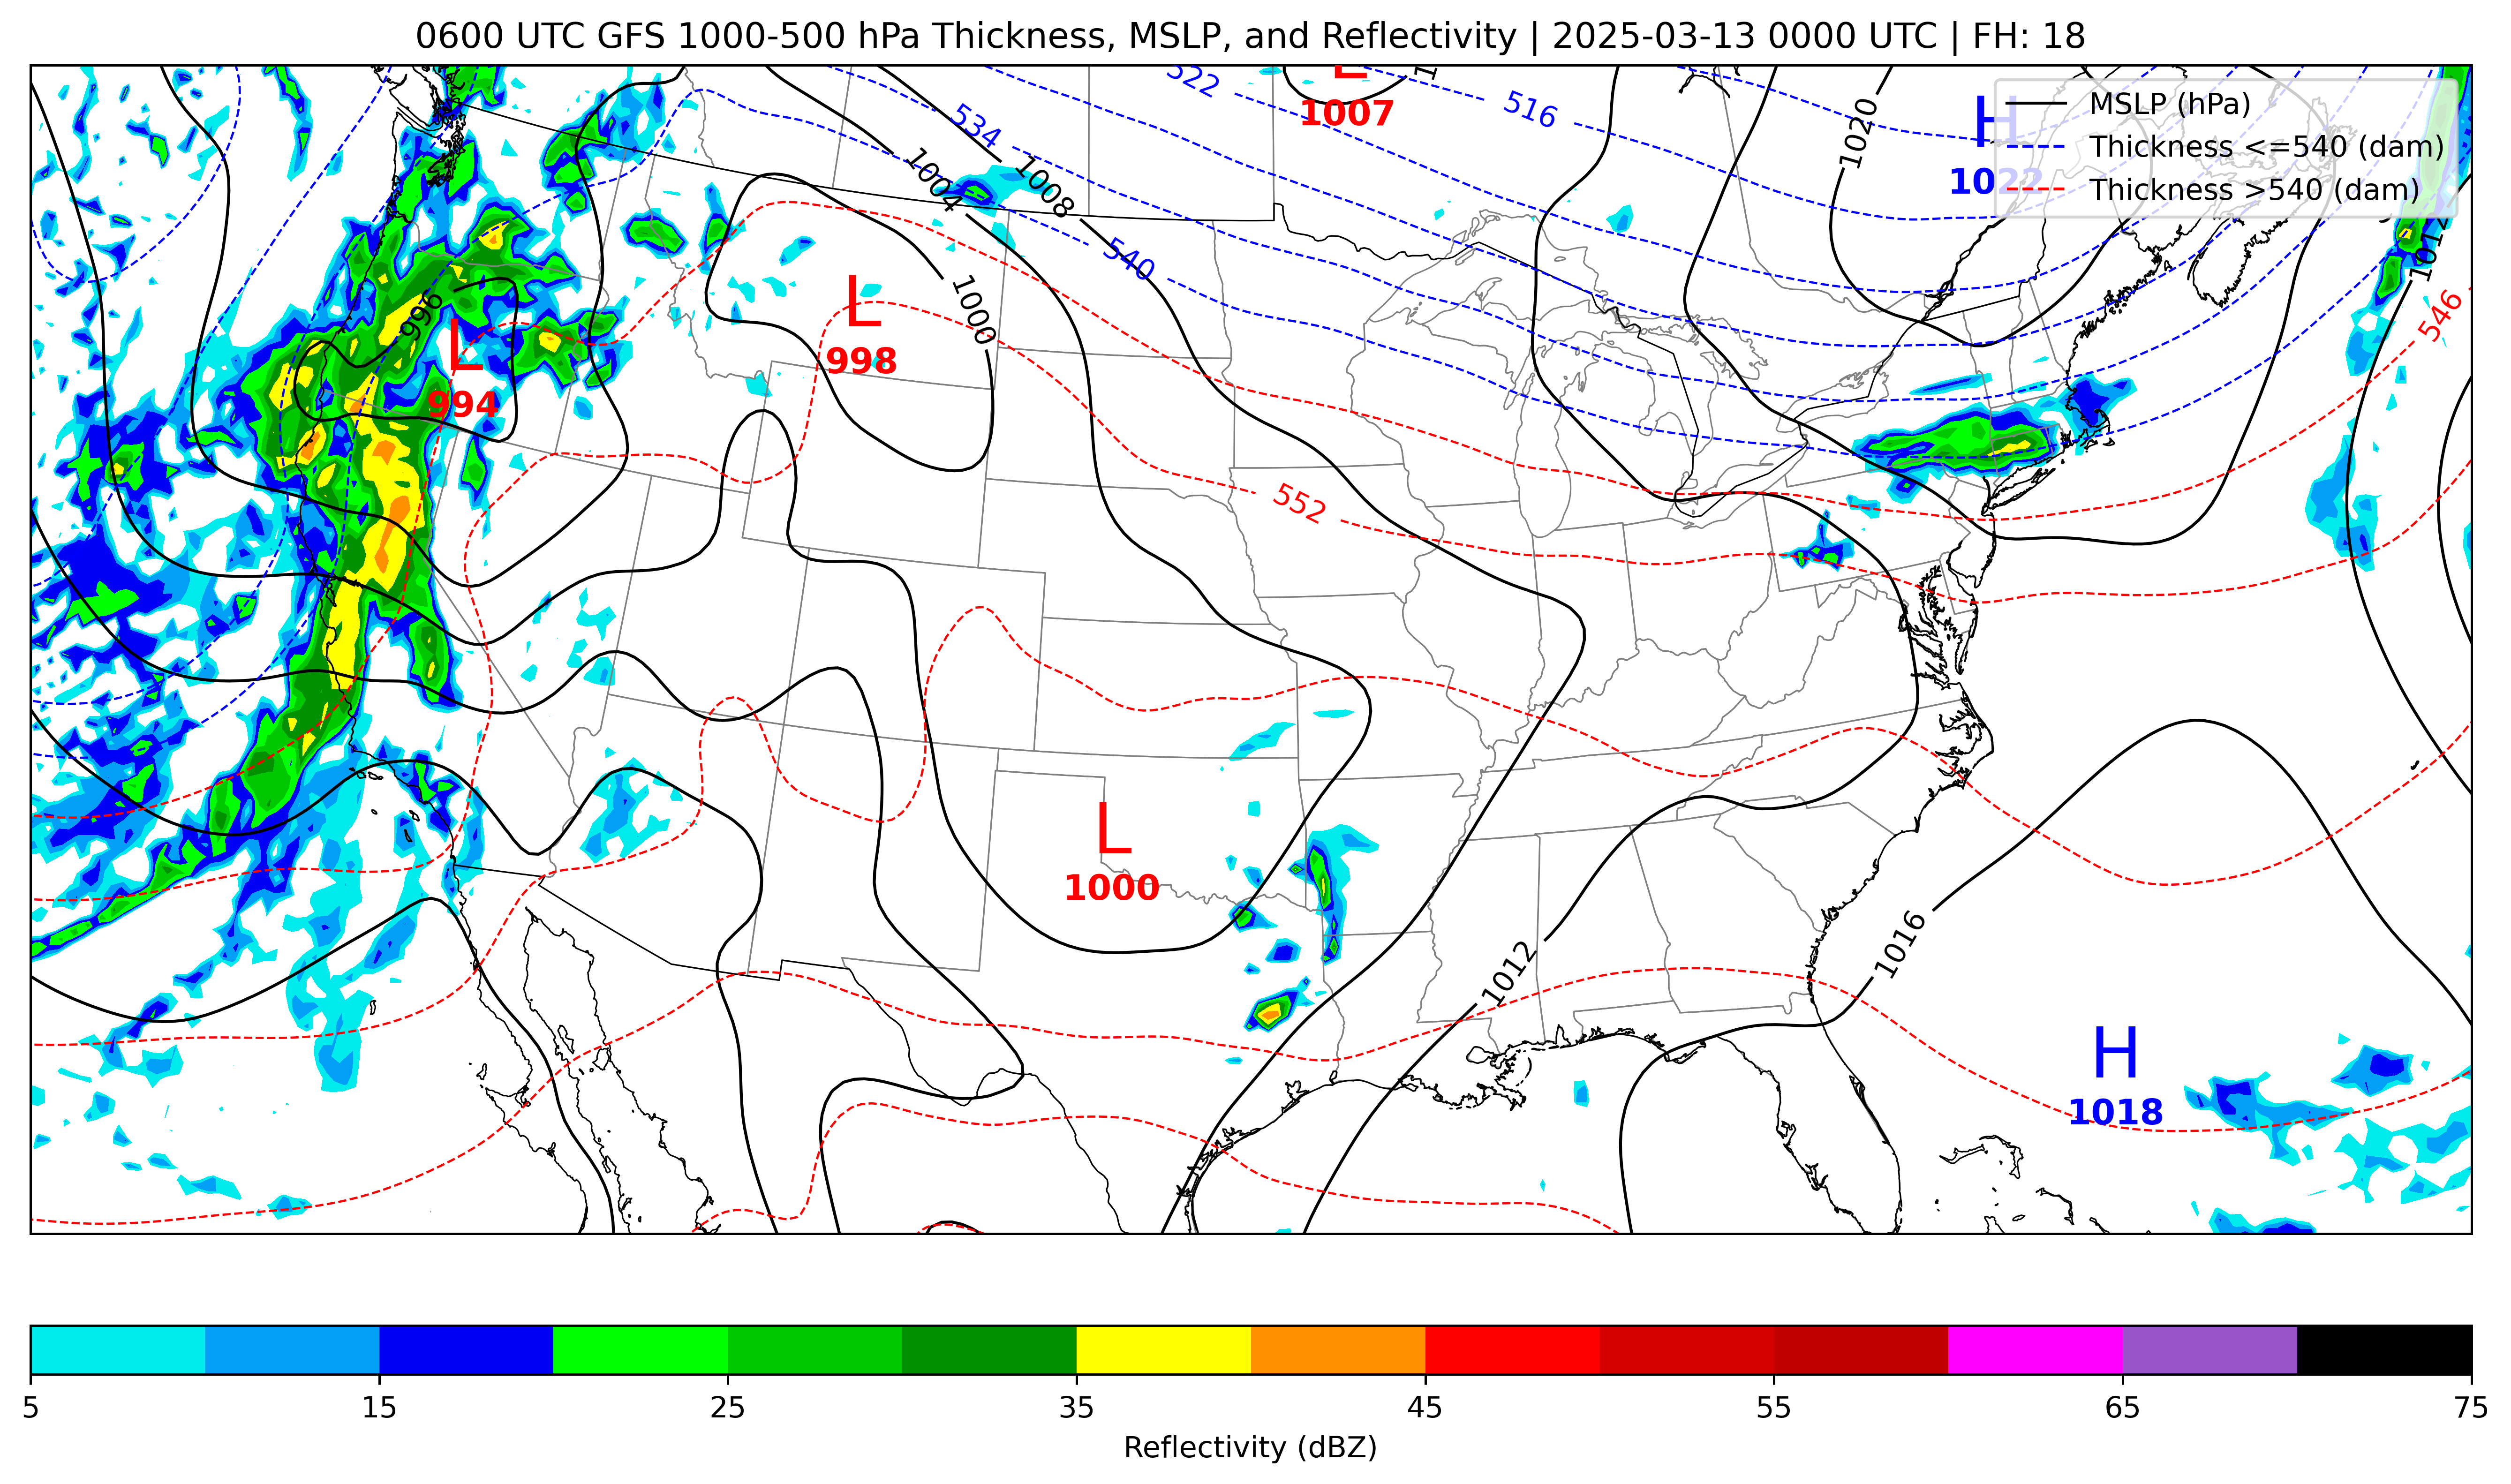 0600 UTC GFS 1000-500 hPa Thickness, MSLP, and Reflectivity | 2025-03-13 0000 UTC | FH: 18
522
516
534
540
1004
1008
L
1007
1020
H
1022
MSLP (hPa)
Thickness <=540 (dam)
Thickness >540 (dam)
1012
546
996
L
994
L
998
1000
552
L
1000
1012
1016
H
1018
5
15
25
35
45
55
65
75
Reflectivity (dBZ)